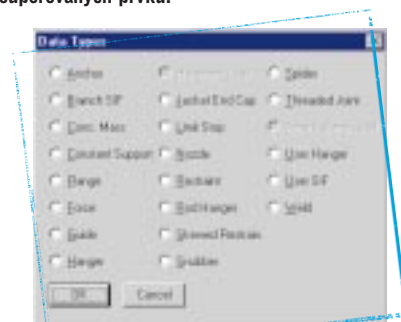 suporovaných prvků.
Data Types
Anchor
Branch SIF
Conc. Mass
Constant Support
Flange
Force
Guide
Hanger
Jacket End Cap
Limit Stop
Nozzle
Restraint
Rod Hanger
Skewed Restraint
Snubber
Spider
Threaded Joint
User Hanger
User SIF
Weld
OK
Cancel